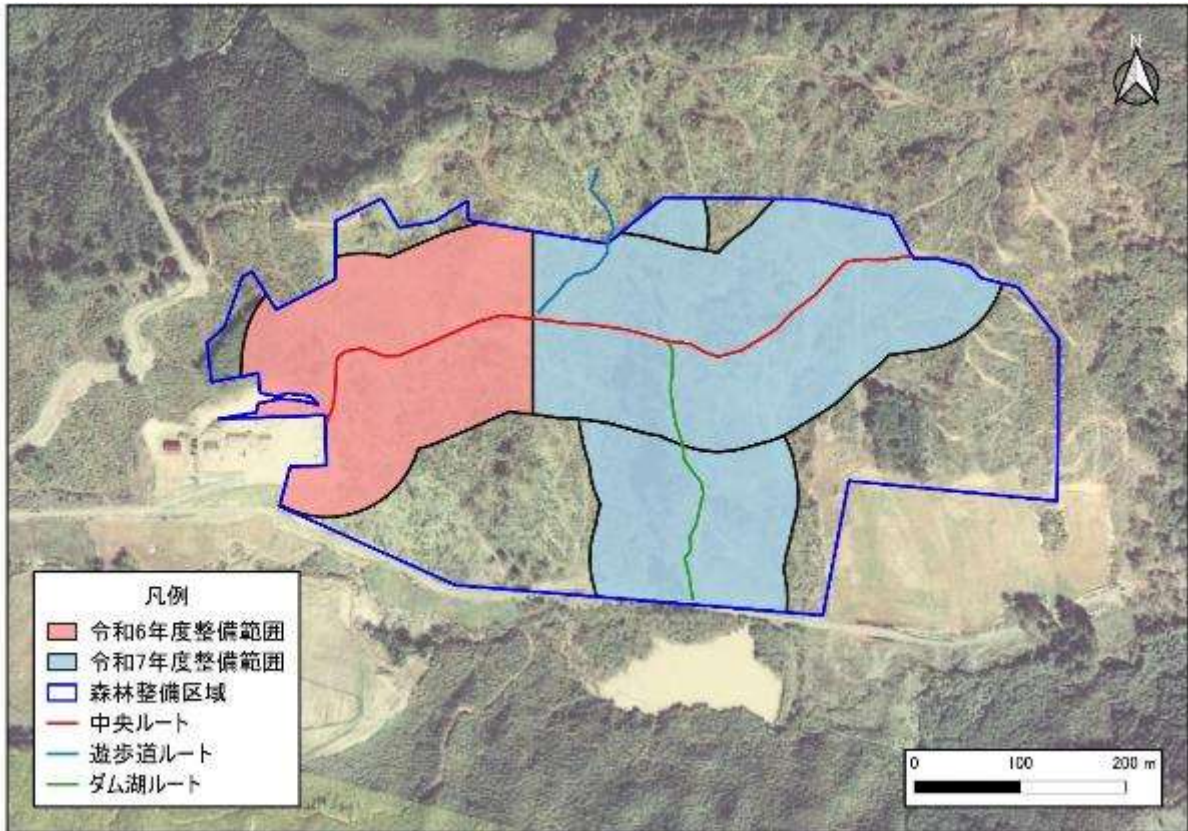 N
凡例
令和6年度整備範囲
令和7年度整備範囲
森林整備区域
中央ルート
遊歩道ルート
ダム湖ルート
0 100 200 m